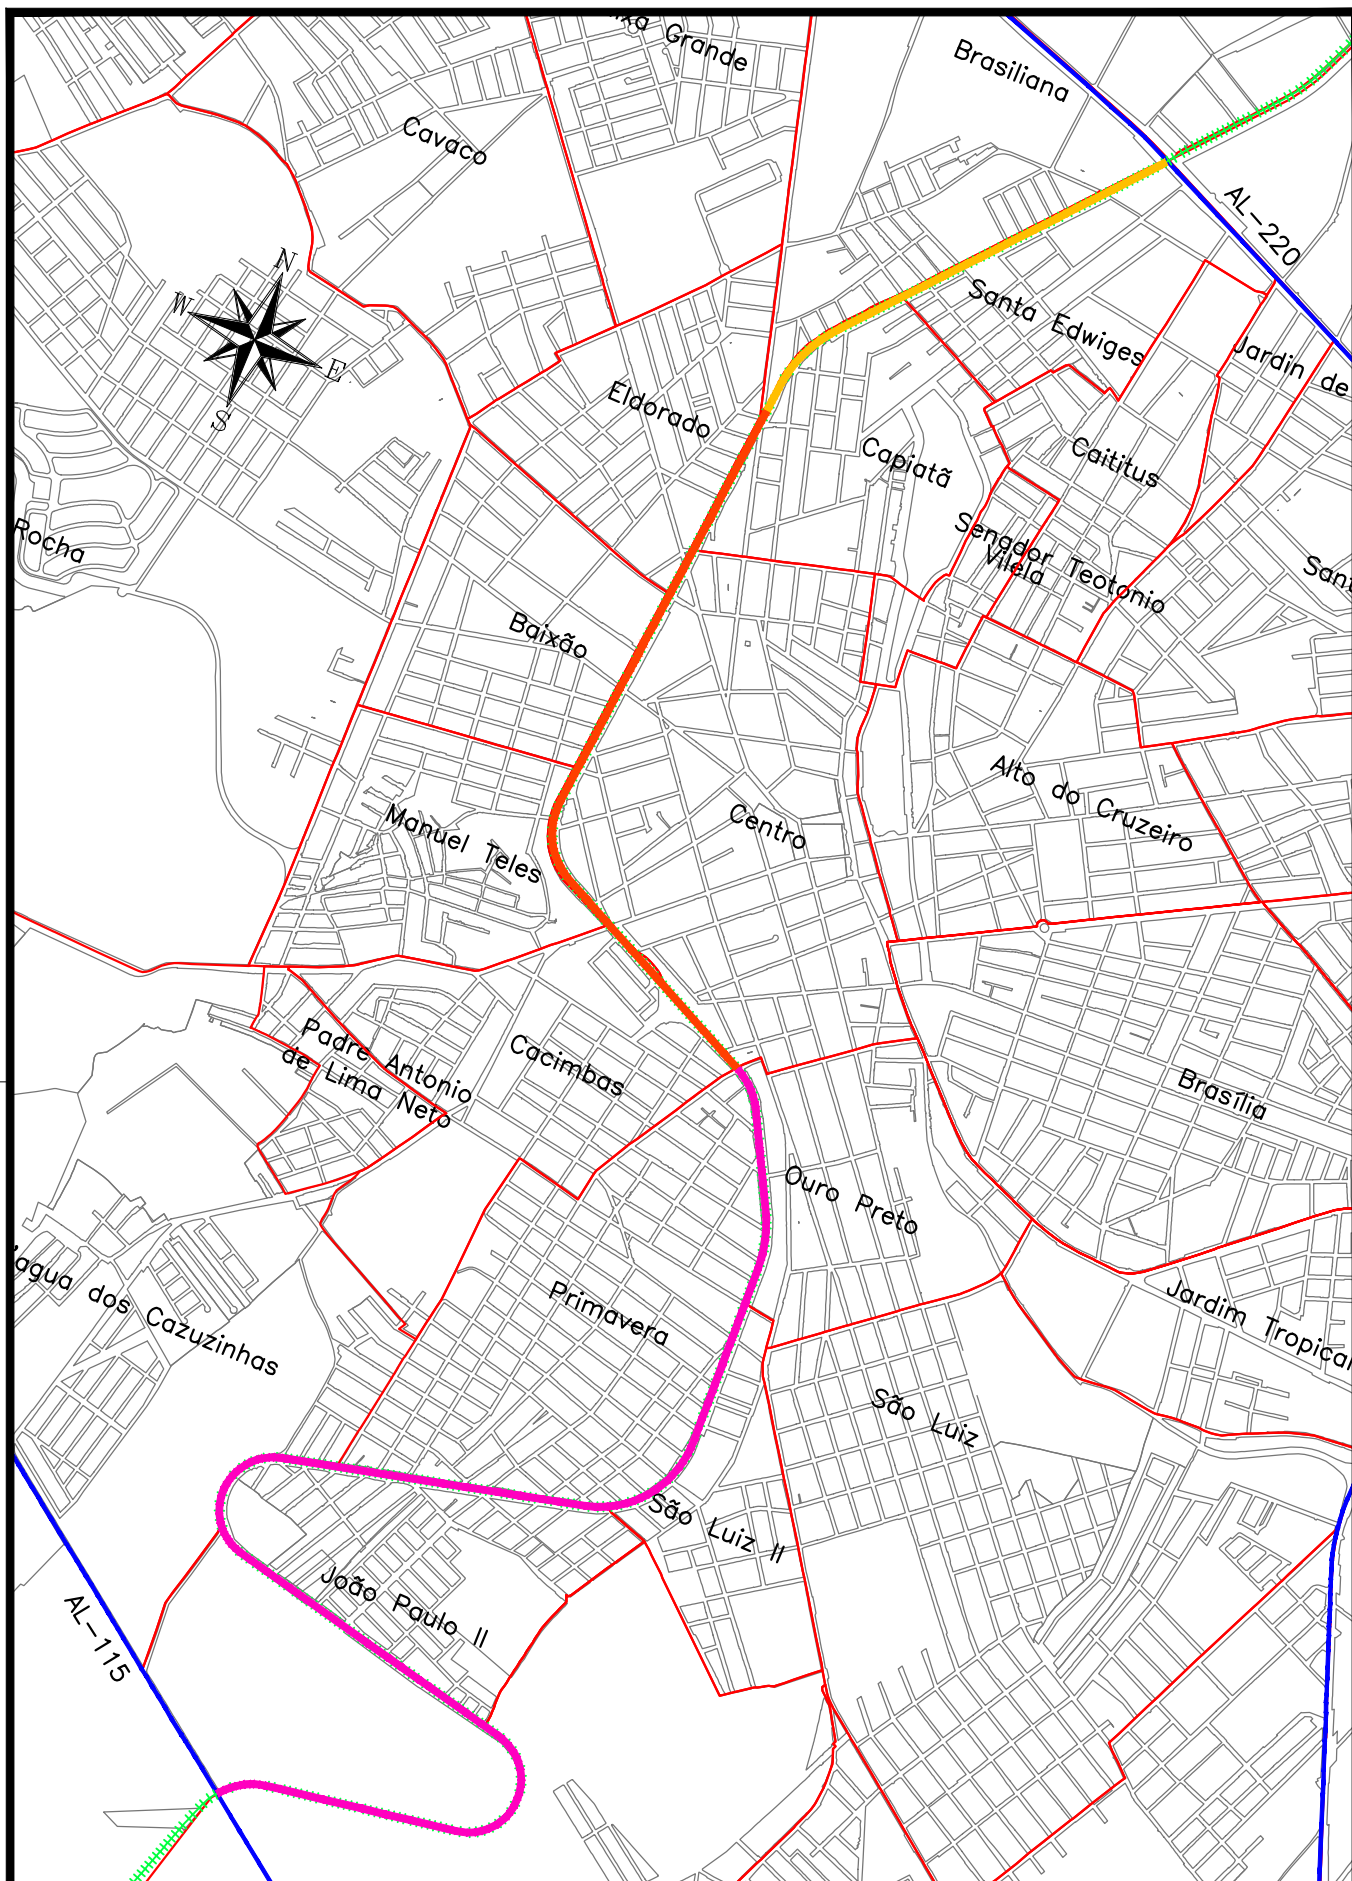 Grande
Brasiliana
Cavaco
AL-220
N
W
E
S
Santa Edwiges
Jardin de
Eldorado
Capiatã
Caititus
Rocha
Senador Teotonio
Vilela
Baixão
Alto do Cruzeiro
Manuel Teles
Centro
Padre Antonio
de Lima Neto
Cacimbas
Brasília
Ouro Preto
dos Cazuzinhas
Primavera
Jardim Tropical
São Luiz
São Luiz II
João Paulo II
AL-115